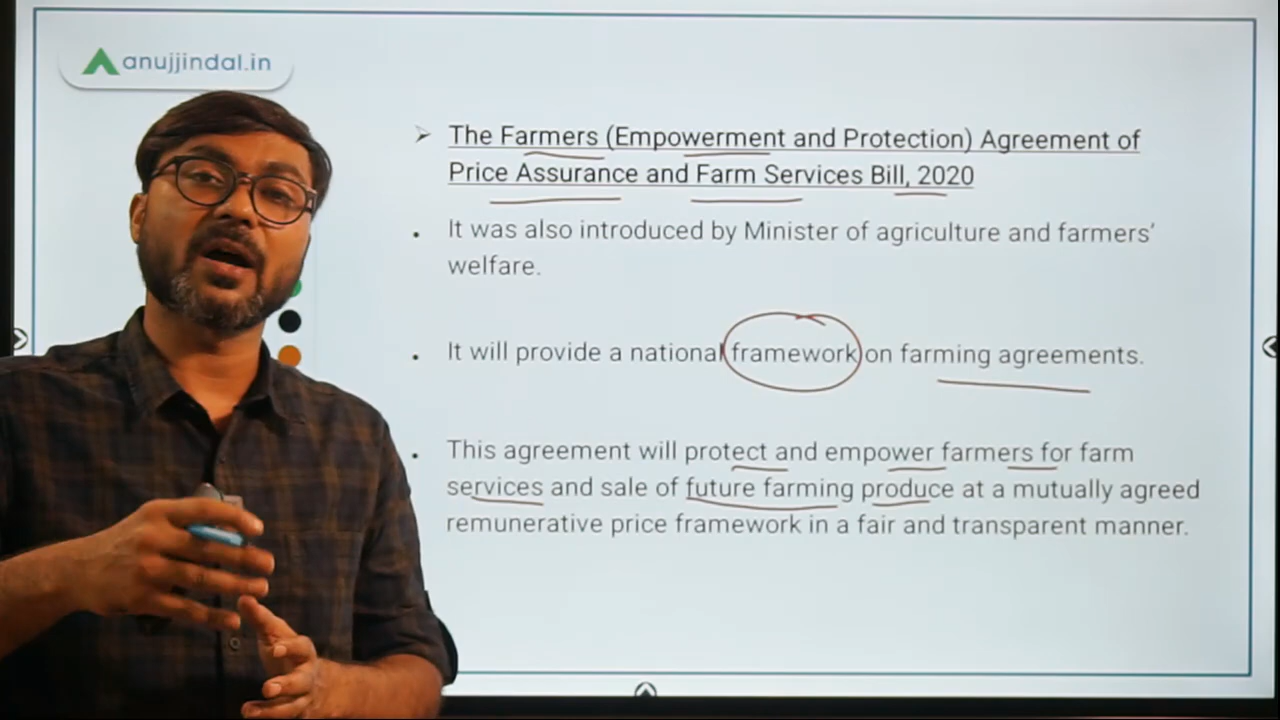 anujjindal.in
➢ The Farmers (Empowerment and Protection) Agreement of
Price Assurance and Farm Services Bill, 2020
• It was also introduced by Minister of agriculture and farmers’
welfare.
• It will provide a national framework on farming agreements.
• This agreement will protect and empower farmers for farm
services and sale of future farming produce at a mutually agreed
remunerative price framework in a fair and transparent manner.